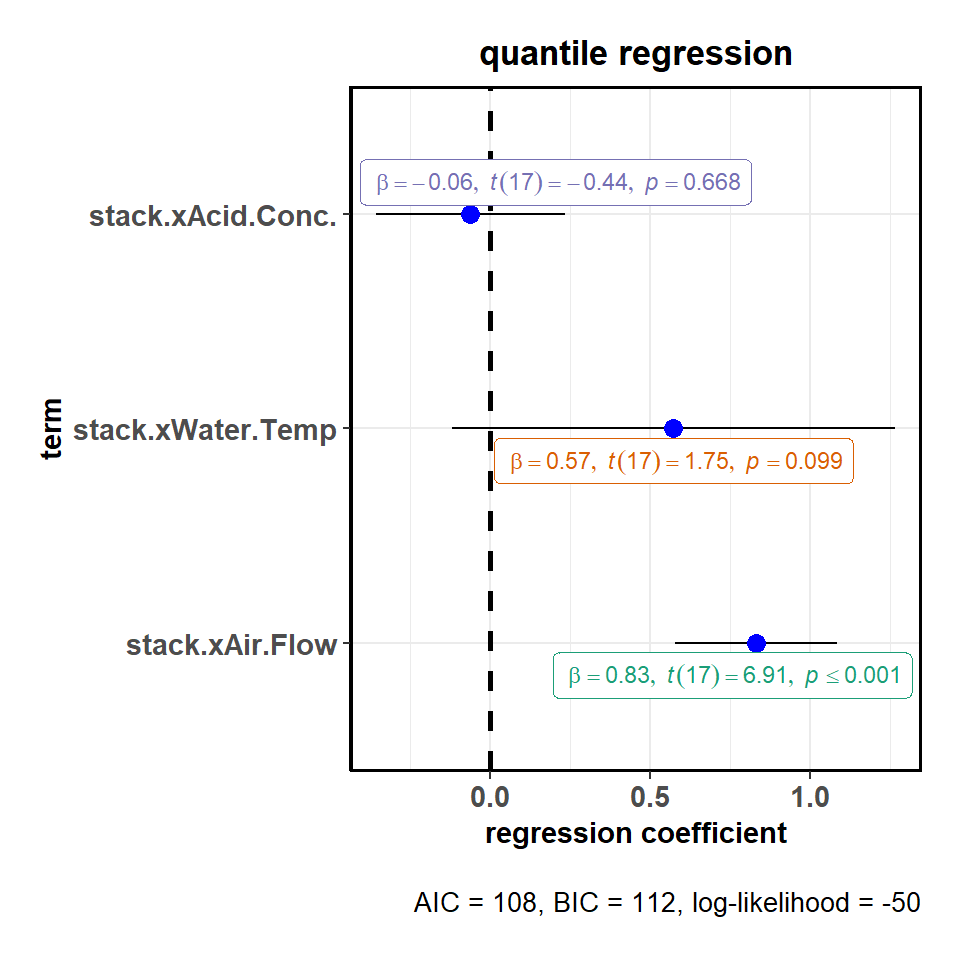 quantile regression
β = −0.06, t(17) = −0.44, p = 0.668
stack.xAcid.Conc.
term
stack.xWater.Temp
β = 0.57, t(17) = 1.75, p = 0.099
stack.xAir.Flow
β = 0.83, t(17) = 6.91, p ≤ 0.001
0.0 0.5 1.0
regression coefficient
AIC = 108, BIC = 112, log-likelihood = -50